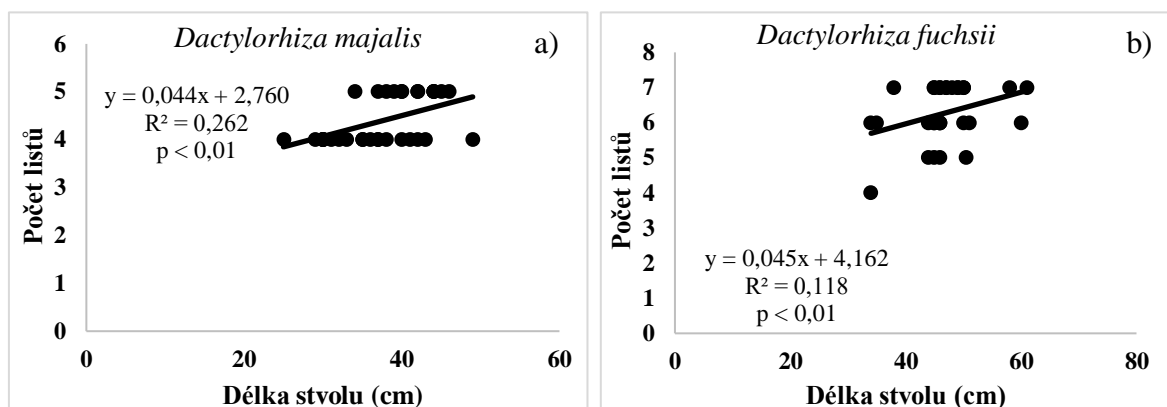 Dactylorhiza majalis
a)
y = 0,044x + 2,760
R² = 0,262
p < 0,01
Počet listů
6
5
4
3
2
1
0
0 20 40 60
Délka stvolu (cm)
Dactylorhiza fuchsii
b)
y = 0,045x + 4,162
R² = 0,118
p < 0,01
Počet listů
8
7
6
5
4
3
2
1
0
0 20 40 60 80
Délka stvolu (cm)